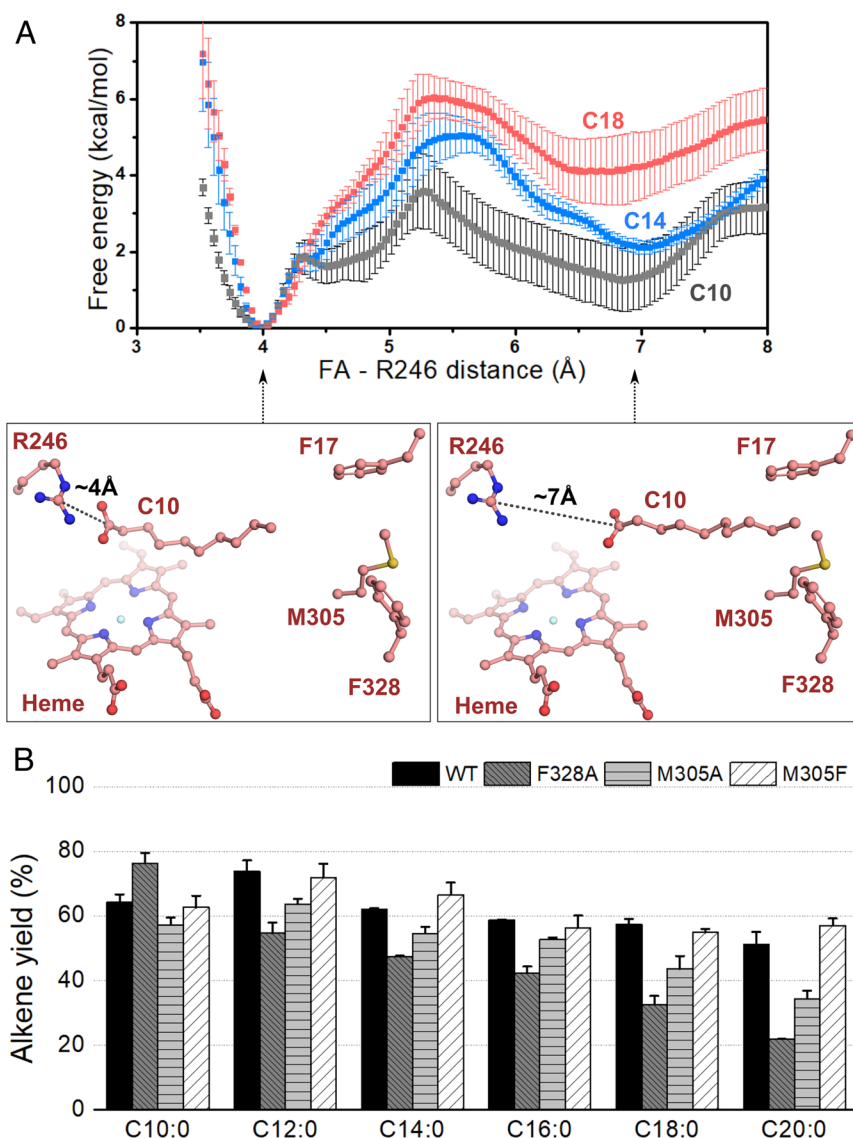 A
Free energy (kcal/mol)
8
6
4
2
0
C18
C14
C10
3 4 5 6 7 8
FA - R246 distance (Å)
R246
~4Å
C10
F17
M305
F328
Heme
R246
~7Å
C10
F17
M305
F328
Heme
B
WT F328A M305A M305F
Alkene yield (%)
100
80
60
40
20
0
C10:0 C12:0 C14:0 C16:0 C18:0 C20:0